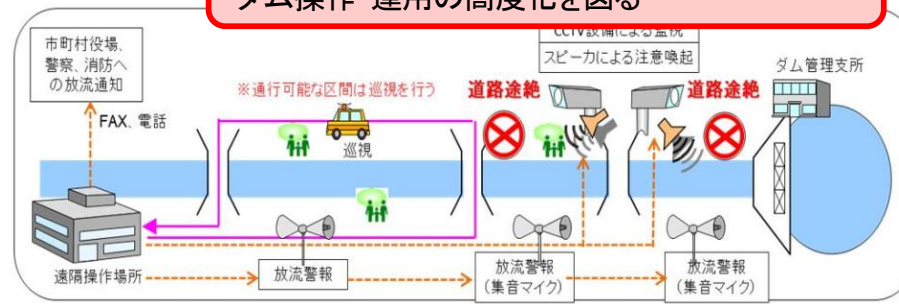 ダム操作・運用の高度化を図る
市町村役場、
警察、消防へ
の放流通知
FAX、電話
※通行可能な区間は巡視を行う
巡視
道路途絶
CCTV設備による監視
スピーカによる注意喚起
道路途絶
ダム管理支所
遠隔操作場所
放流警報
放流警報
(集音マイク)
放流警報
(集音マイク)